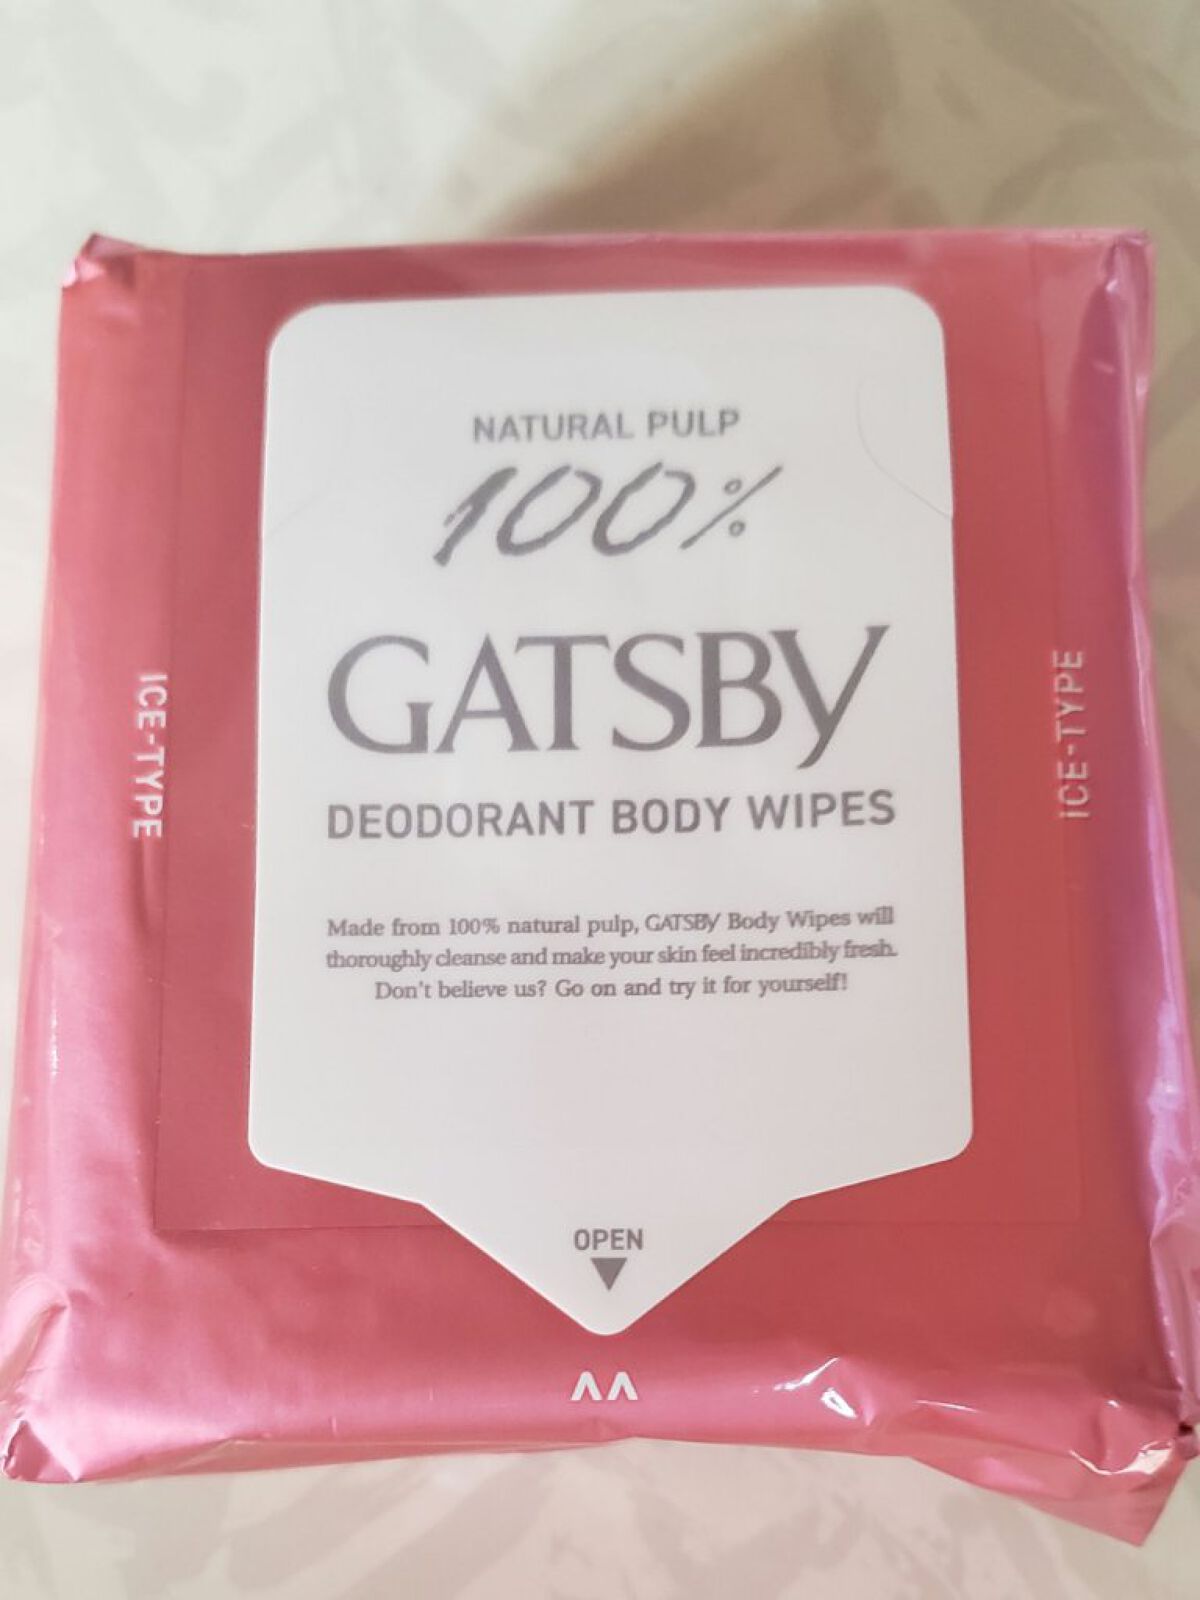 NATURAL PULP
100%
GATSBY
DEODORANT BODY WIPES
Made from 100% natural pulp, GATSBY Body Wipes will
thoroughly cleanse and make your skin feel incredibly fresh.
Don't believe us? Go on and try it for yourself!
ICE-TYPE
ICE-TYPE
OPEN